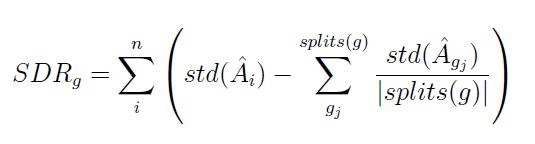 $SDR_g = \sum_{i}^{n} \left( std(\hat{A}_i) - \sum_{g_j}^{splits(g)} \frac{std(\hat{A}_{g_j})}{|splits(g)|} \right)$